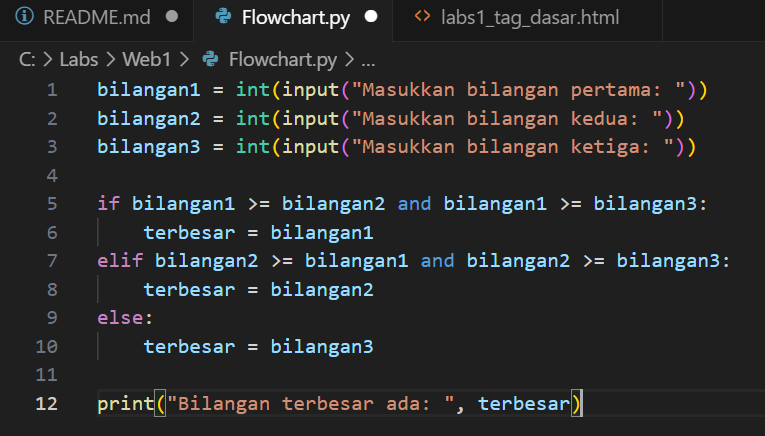 README.md
Flowchart.py
labs1_tag_dasar.html
C: > Labs > Web1 > Flowchart.py > ...
1 bilangan1 = int(input("Masukkan bilangan pertama: "))
2 bilangan2 = int(input("Masukkan bilangan kedua: "))
3 bilangan3 = int(input("Masukkan bilangan ketiga: "))
4
5 if bilangan1 >= bilangan2 and bilangan1 >= bilangan3:
6     terbesar = bilangan1
7 elif bilangan2 >= bilangan1 and bilangan2 >= bilangan3:
8     terbesar = bilangan2
9 else:
10     terbesar = bilangan3
11
12 print("Bilangan terbesar ada: ", terbesar)